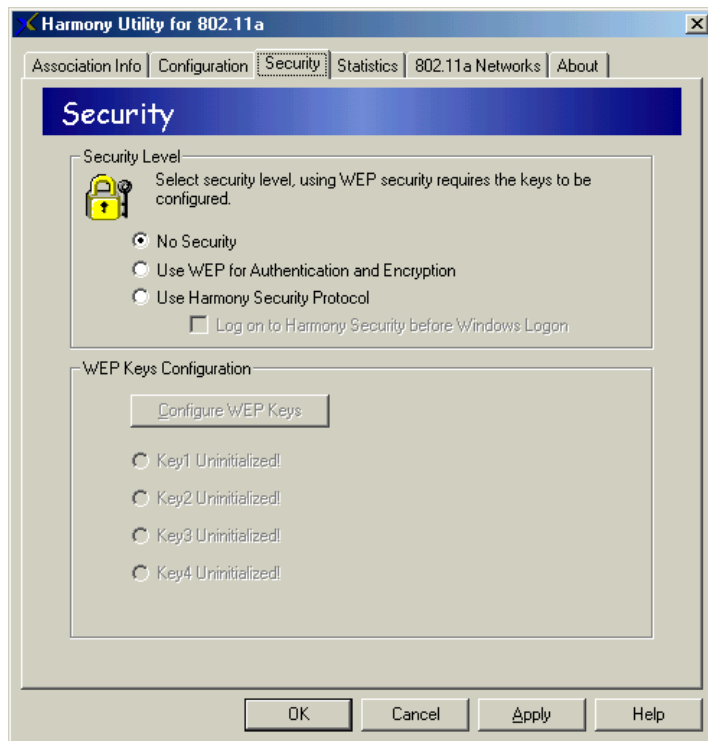 Harmony Utility for 802.11a
Association Info Configuration Security Statistics 802.11a Networks About
Security
Security Level
Select security level, using WEP security requires the keys to be
configured.
No Security
Use WEP for Authentication and Encryption
Use Harmony Security Protocol
Log on to Harmony Security before Windows Logon
WEP Keys Configuration
Configure WEP Keys
Key1 Uninitialized!
Key2 Uninitialized!
Key3 Uninitialized!
Key4 Uninitialized!
OK Cancel Apply Help